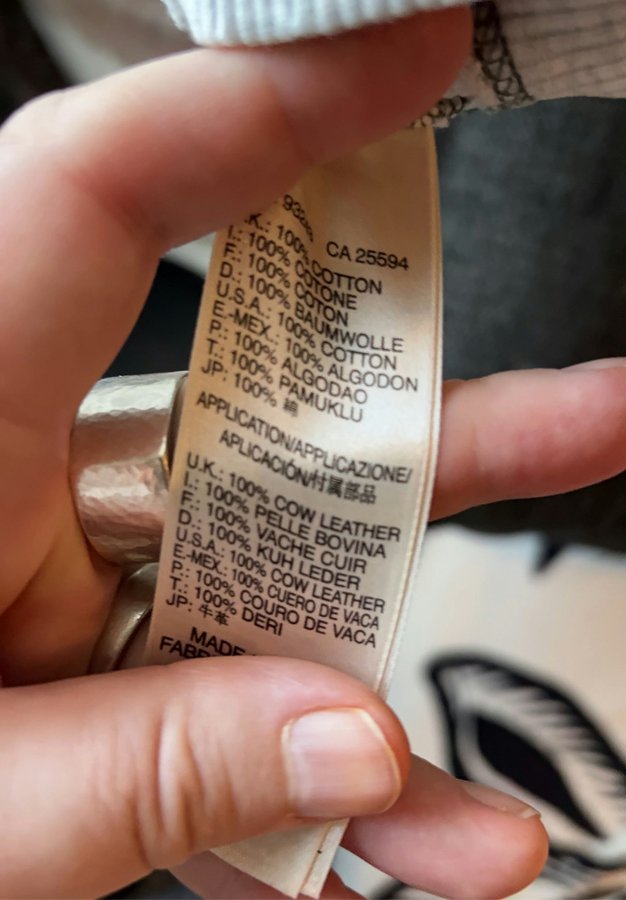 CA 25594
U.K.: 100% COTTON
I.: 100% COTONE
F.: 100% COTON
D.: 100% BAUMWOLLE
U.S.A.: 100% COTTON
E.-MEX.: 100% ALGODON
P.: 100% ALGODAO
T.: 100% PAMUKLU
JP: 100% 綿
APPLICATION/APPLICAZIONE/
APLICACIÓN/付属部品
U.K.: 100% COW LEATHER
I.: 100% PELLE BOVINA
F.: 100% VACHE CUIR
D.: 100% KUH LEDER
U.S.A.: 100% COW LEATHER
E.-MEX.: 100% CUERO DE VACA
P.: 100% COURO DE VACA
T.: 100% DERI
JP: 牛革
MADE